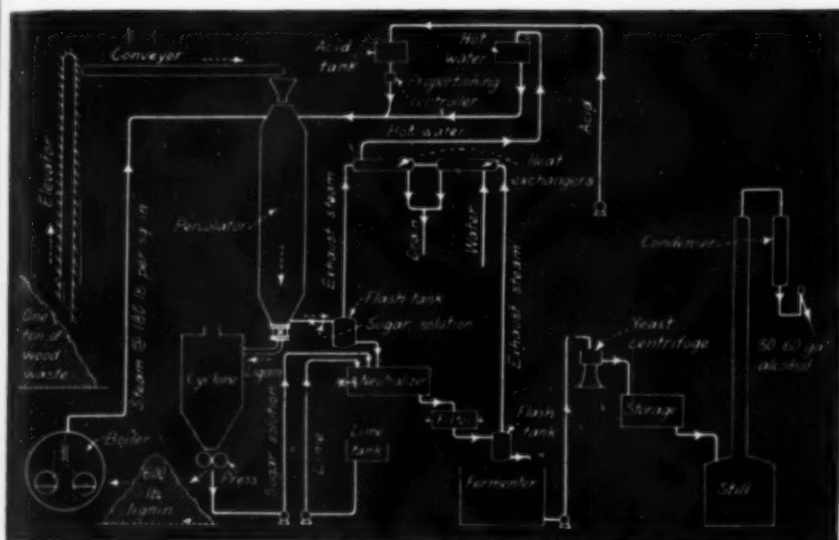 Conveyor
Acid
tank
Hot
water
Proportioning
controller
Hot water
Acid
Elevator
Heat
exchangers
Percolator
Exhaust steam
Drain
Water
Condenser
Steam @ 180 lb per sq in
Flash tank
Sugar solution
Exhaust steam
One
ton of
wood
waste
Yeast
centrifuge
50 60 ga
alcohol
Cyclone
Lignin
Neutralizer
Filter
Flash
tank
Storage
Boiler
Sugar solution
Lime
Lime
tank
Press
lb
lignin
Fermenter
Still